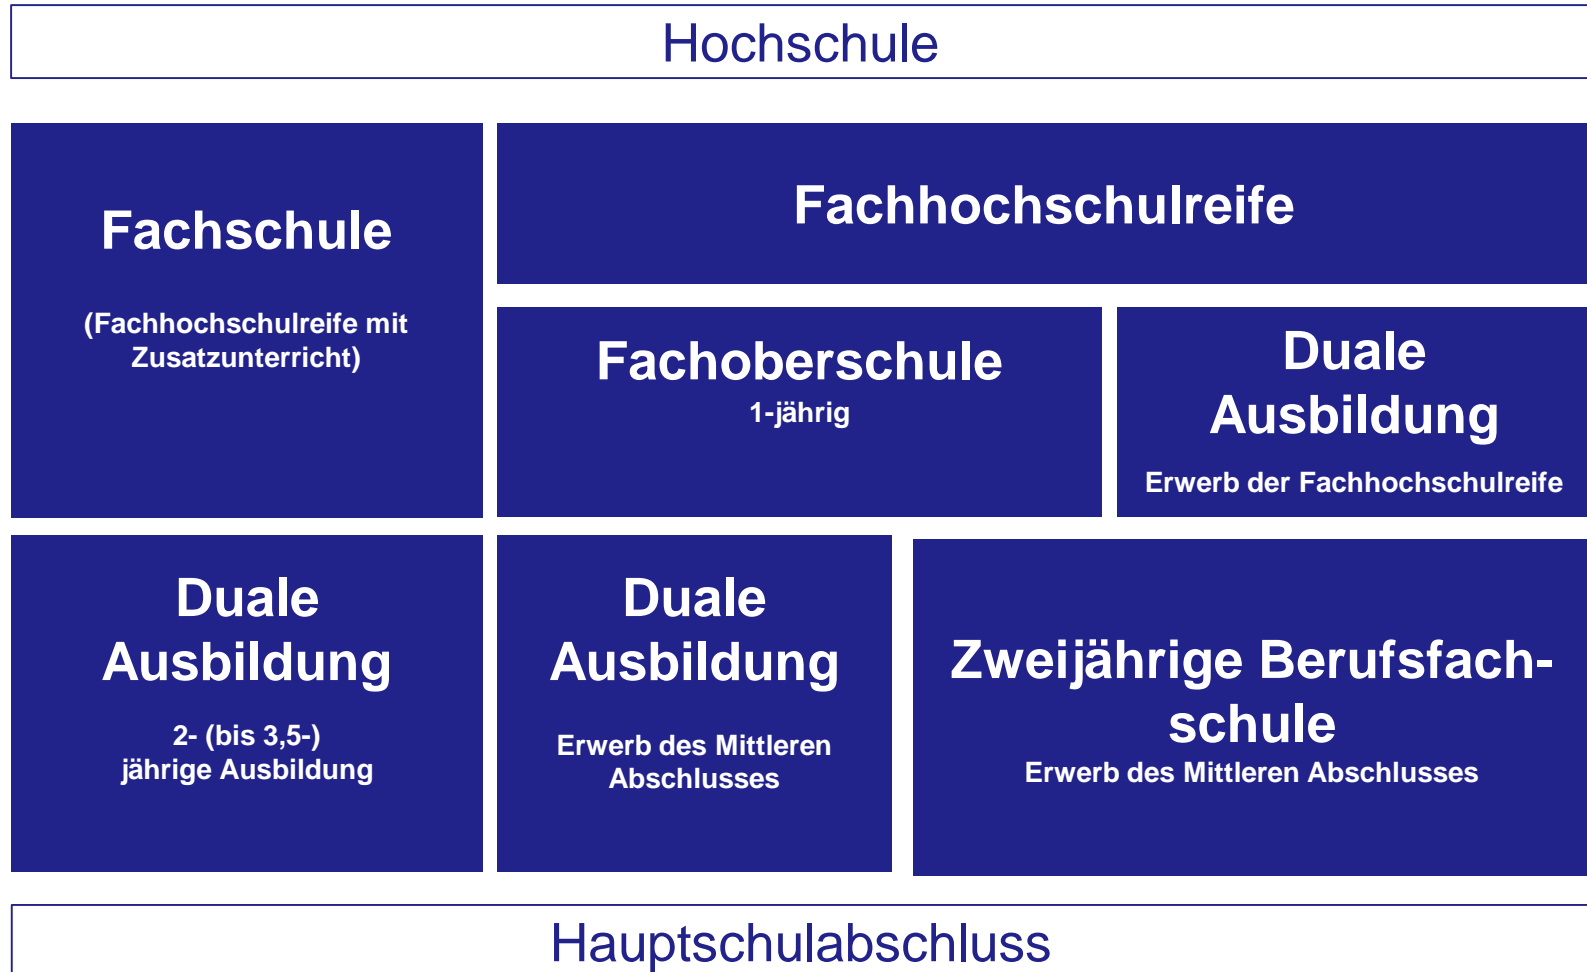 Hochschule
Fachschule
(Fachhochschulreife mit
Zusatzunterricht)
Fachhochschulreife
Fachoberschule
1-jährig
Duale
Ausbildung
Erwerb der Fachhochschulreife
Duale
Ausbildung
2- (bis 3,5-)
jährige Ausbildung
Duale
Ausbildung
Erwerb des Mittleren
Abschlusses
Zweijährige Berufsfach-
schule
Erwerb des Mittleren Abschlusses
Hauptschulabschluss